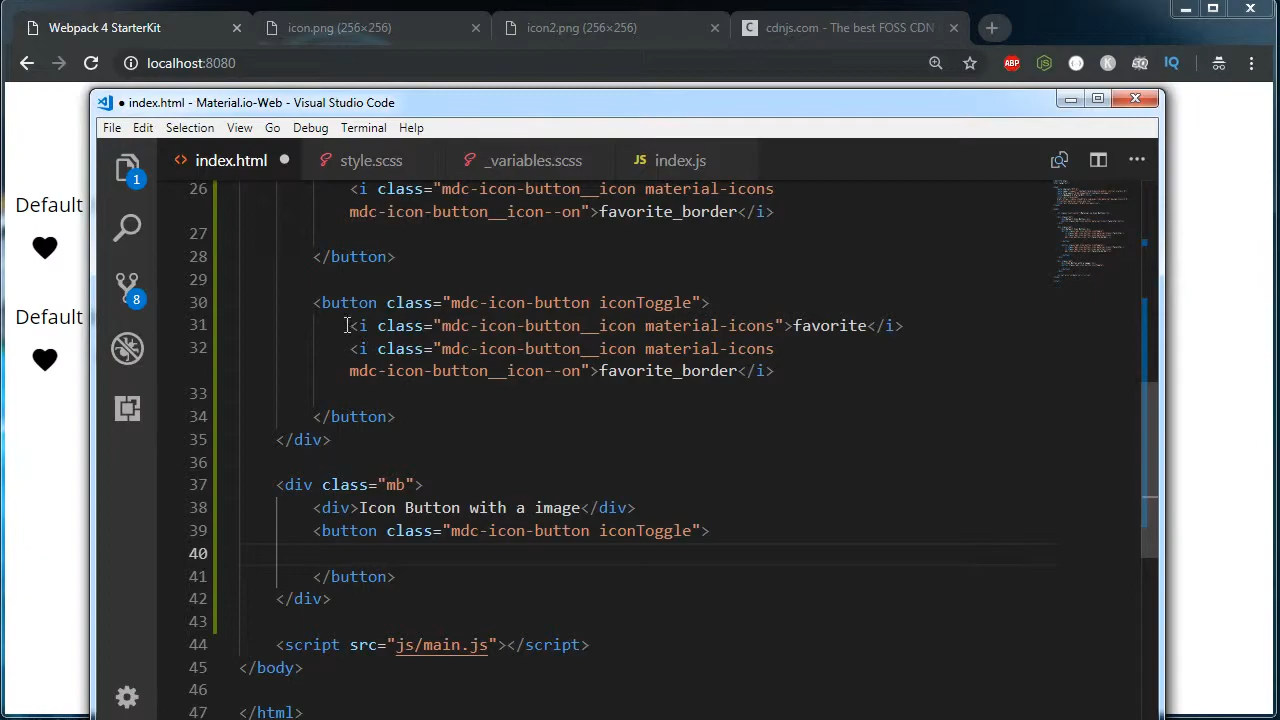 Webpack 4 StarterKit
icon.png (256×256)
icon2.png (256×256)
C cdnjs.com - The best FOSS CDN
localhost:8080
ABP
IQ
Default
Default
● index.html - Material.io-Web - Visual Studio Code
File Edit Selection View Go Debug Terminal Help
index.html ●
style.scss
_variables.scss
JS index.js
1
8
26 <i class="mdc-icon-button__icon material-icons
mdc-icon-button__icon--on">favorite_border</i>
27
28 </button>
29
30 <button class="mdc-icon-button iconToggle">
31 <i class="mdc-icon-button__icon material-icons">favorite</i>
32 <i class="mdc-icon-button__icon material-icons
mdc-icon-button__icon--on">favorite_border</i>
33
34 </button>
35 </div>
36
37 <div class="mb">
38 <div>Icon Button with a image</div>
39 <button class="mdc-icon-button iconToggle">
40
41 </button>
42 </div>
43
44 <script src="js/main.js"></script>
45 </body>
46
47 </html>